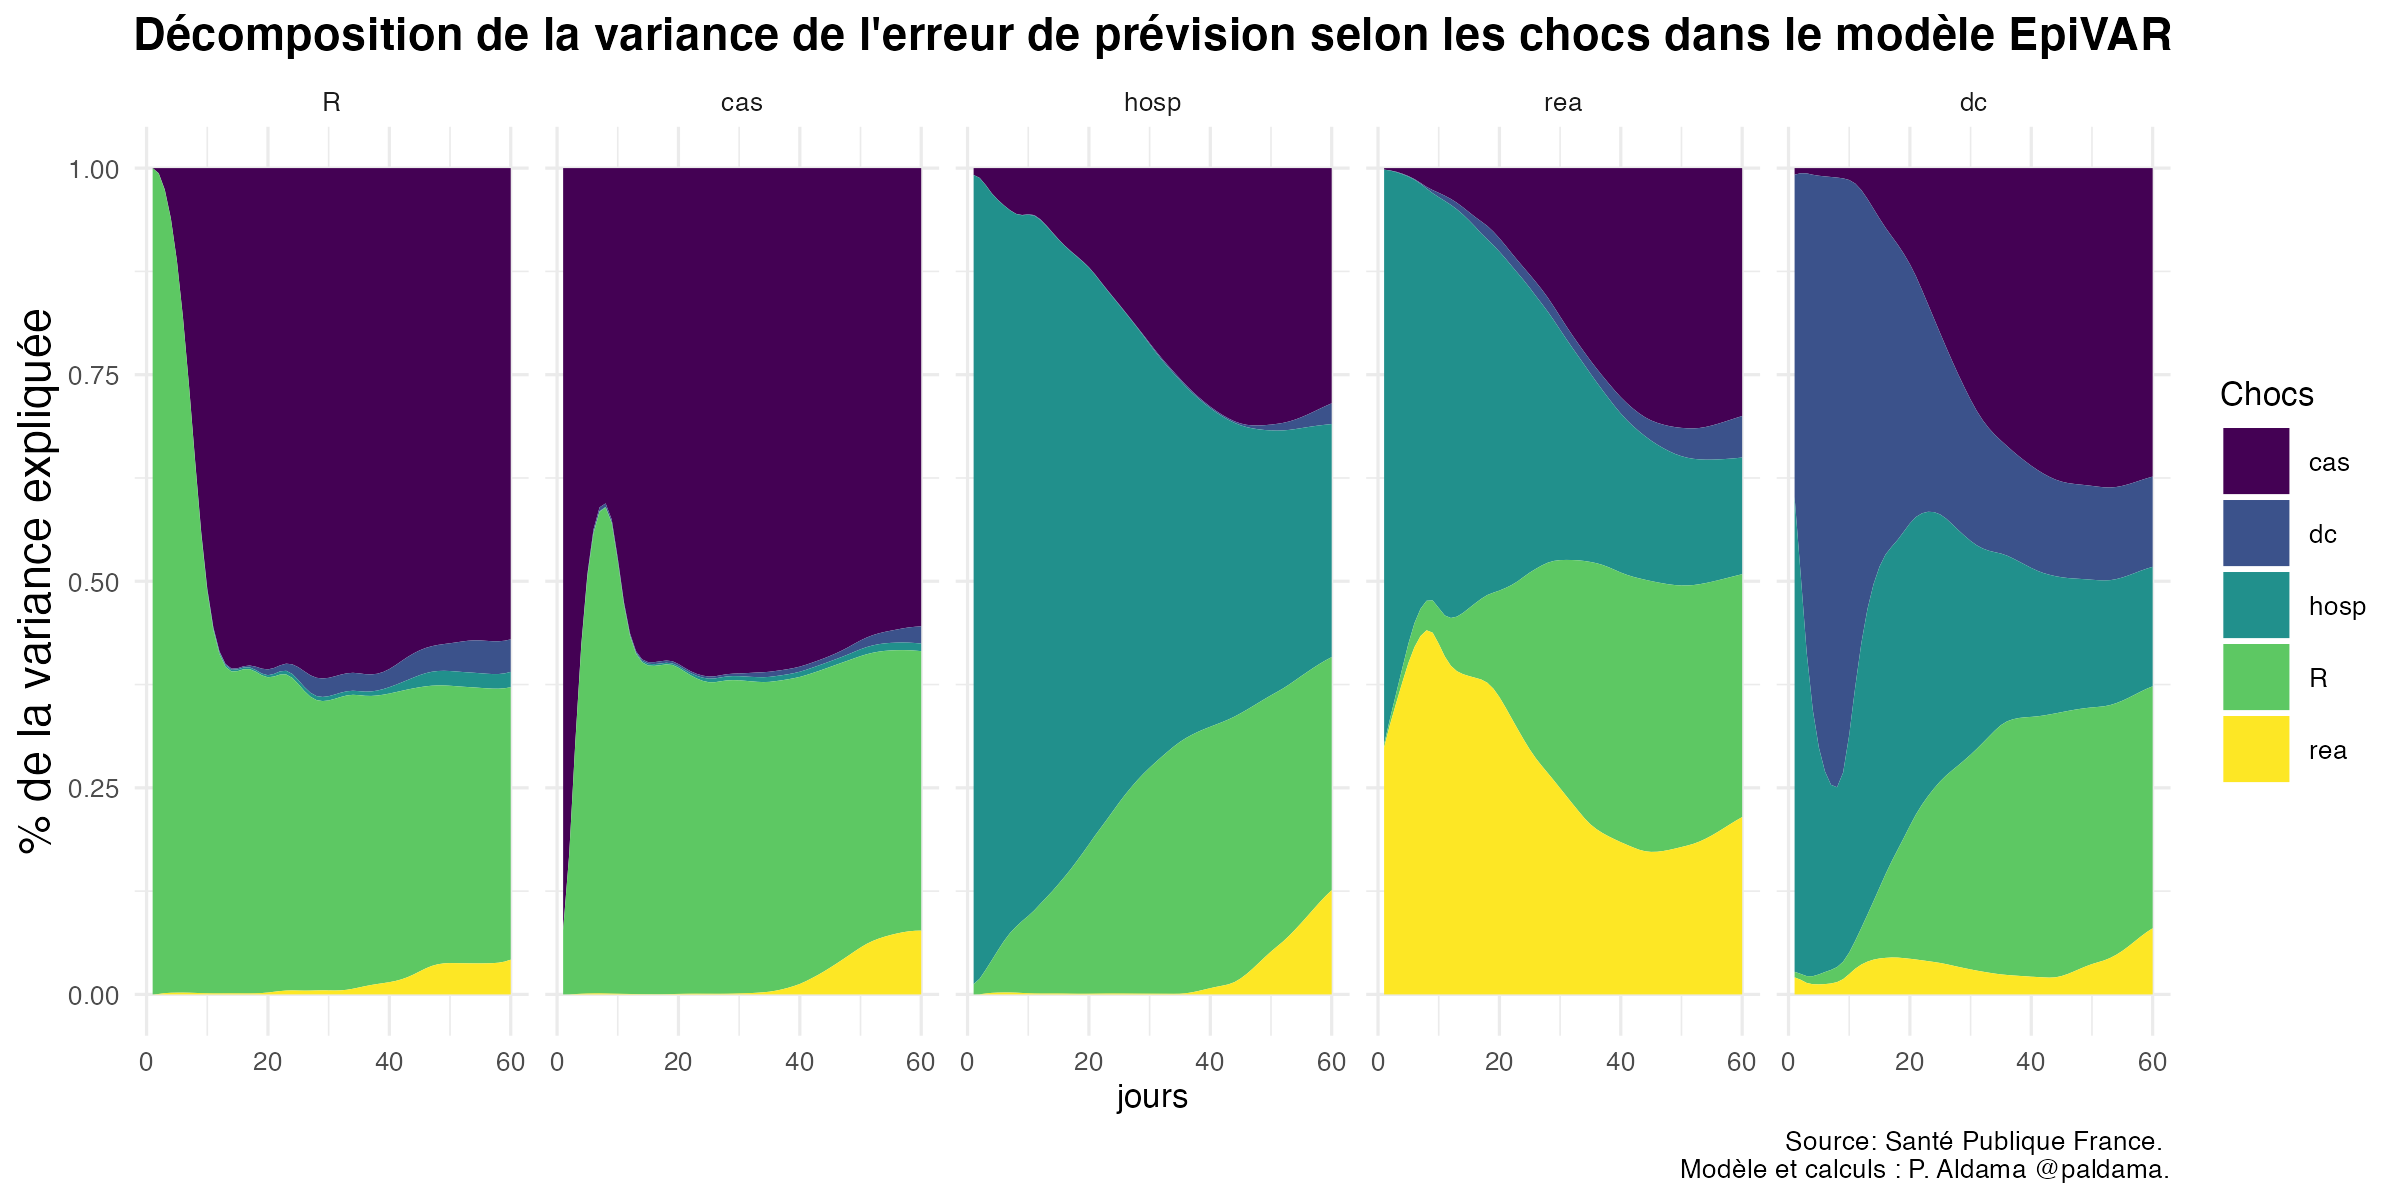 Décomposition de la variance de l'erreur de prévision selon les chocs dans le modèle EpiVAR
R cas hosp rea dc
% de la variance expliquée
1.00
0.75
0.50
0.25
0.00
0 20 40 60 0 20 40 60 0 20 40 60 0 20 40 60 0 20 40 60
jours
Chocs
cas
dc
hosp
R
rea
Source: Santé Publique France.
Modèle et calculs : P. Aldama @paldama.